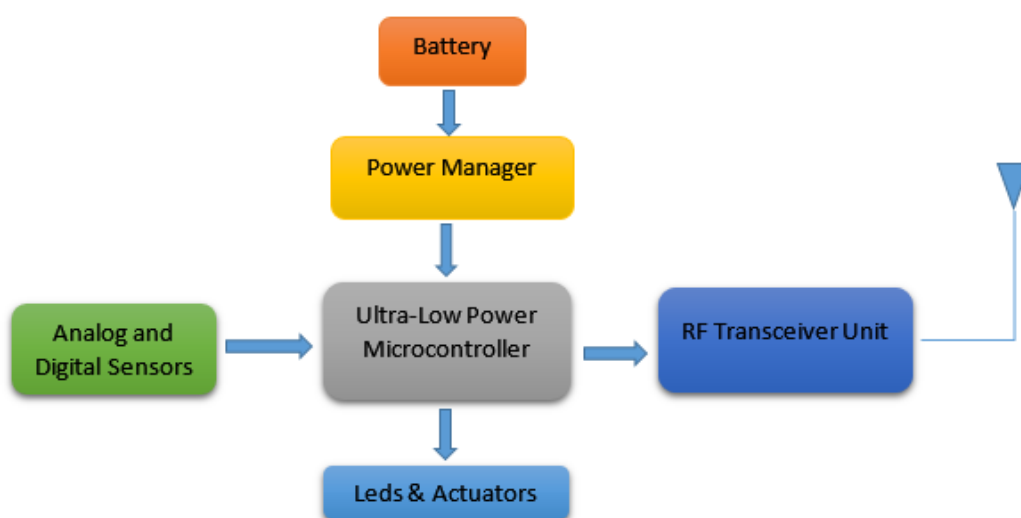 Battery
Power Manager
Analog and
Digital Sensors
Ultra-Low Power
Microcontroller
RF Transceiver Unit
Leds & Actuators